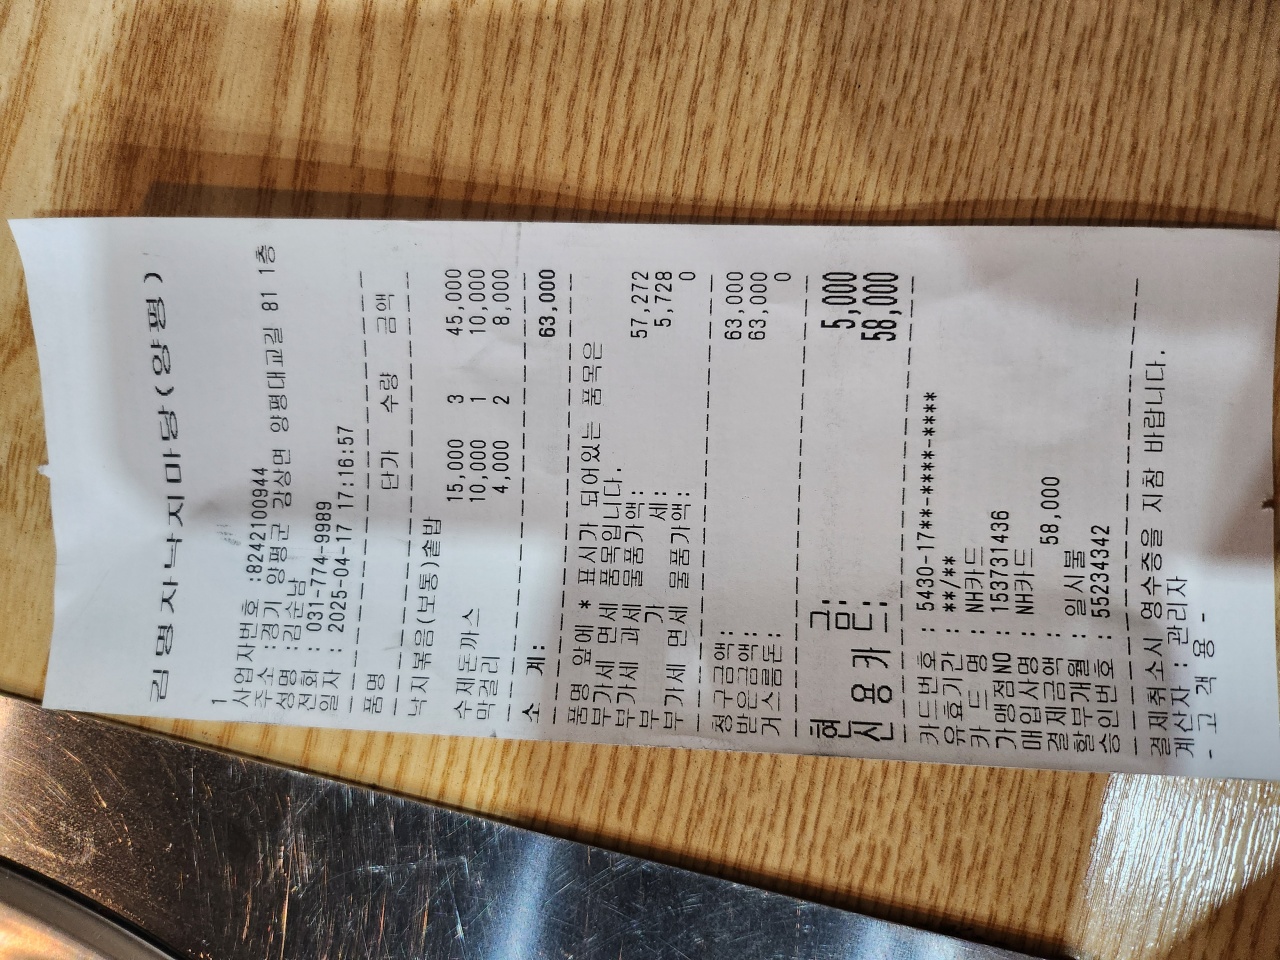 김명자낙지마당(양평)
1
사업자번호 :8242100944
주소 :경기 양평군 강상면 양평대교길 81 1층
성명 :김순남
전화 : 031-774-9989
일자 : 2025-04-17 17:16:57
품명 단가 수량 금액
낙지볶음(보통)솥밥
15,000 3 45,000
수제돈까스 10,000 1 10,000
막걸리 4,000 2 8,000
소 계: 63,000
품명 앞에 * 표시가 되어있는 품목은
부가세 면세 품목입니다.
부가세 과세 물품가액: 57,272
부 가 세: 5,728
부가세 면세 물품가액: 0
청구금액: 63,000
받은금액: 63,000
거스름돈: 0
현 금: 5,000
신용카드: 58,000
카드번호 : 5430-17**-****-****
유효기간 : **/**
카 드 명 : NH카드
가맹점NO : 153731436
매입사명 : NH카드
결제금액 : 58,000
할부개월 : 일시불
승인번호 : 55234342
결제취소시 영수증을 지참 바랍니다.
계산자 : 관리자
- 고 객 용 -